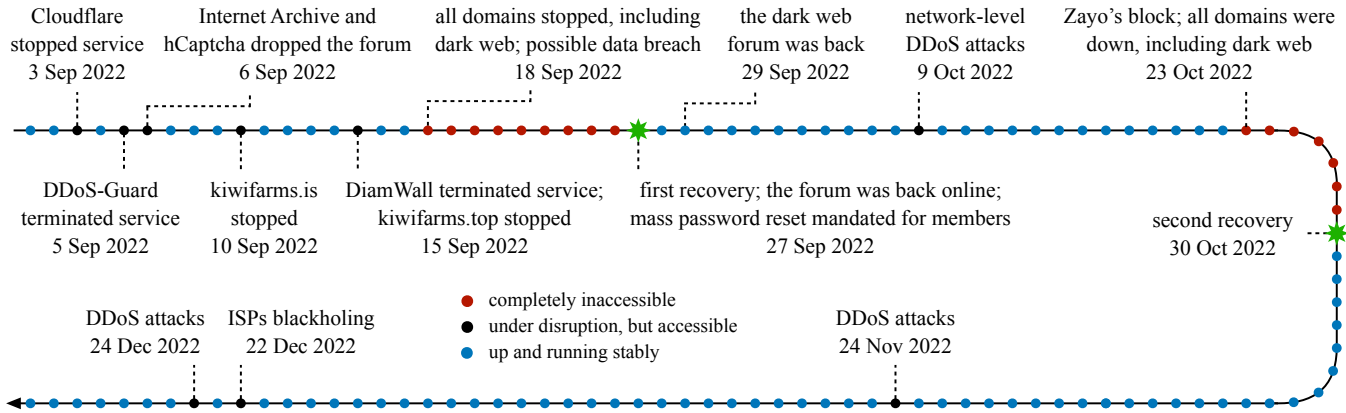 Cloudflare
stopped service
3 Sep 2022
Internet Archive and
hCaptcha dropped the forum
6 Sep 2022
all domains stopped, including
dark web; possible data breach
18 Sep 2022
the dark web
forum was back
29 Sep 2022
network-level
DDoS attacks
9 Oct 2022
Zayo’s block; all domains were
down, including dark web
23 Oct 2022
DDoS-Guard
terminated service
5 Sep 2022
kiwifarms.is
stopped
10 Sep 2022
DiamWall terminated service;
kiwifarms.top stopped
15 Sep 2022
first recovery; the forum was back online;
mass password reset mandated for members
27 Sep 2022
second recovery
30 Oct 2022
completely inaccessible
under disruption, but accessible
up and running stably
DDoS attacks
24 Dec 2022
ISPs blackholing
22 Dec 2022
DDoS attacks
24 Nov 2022